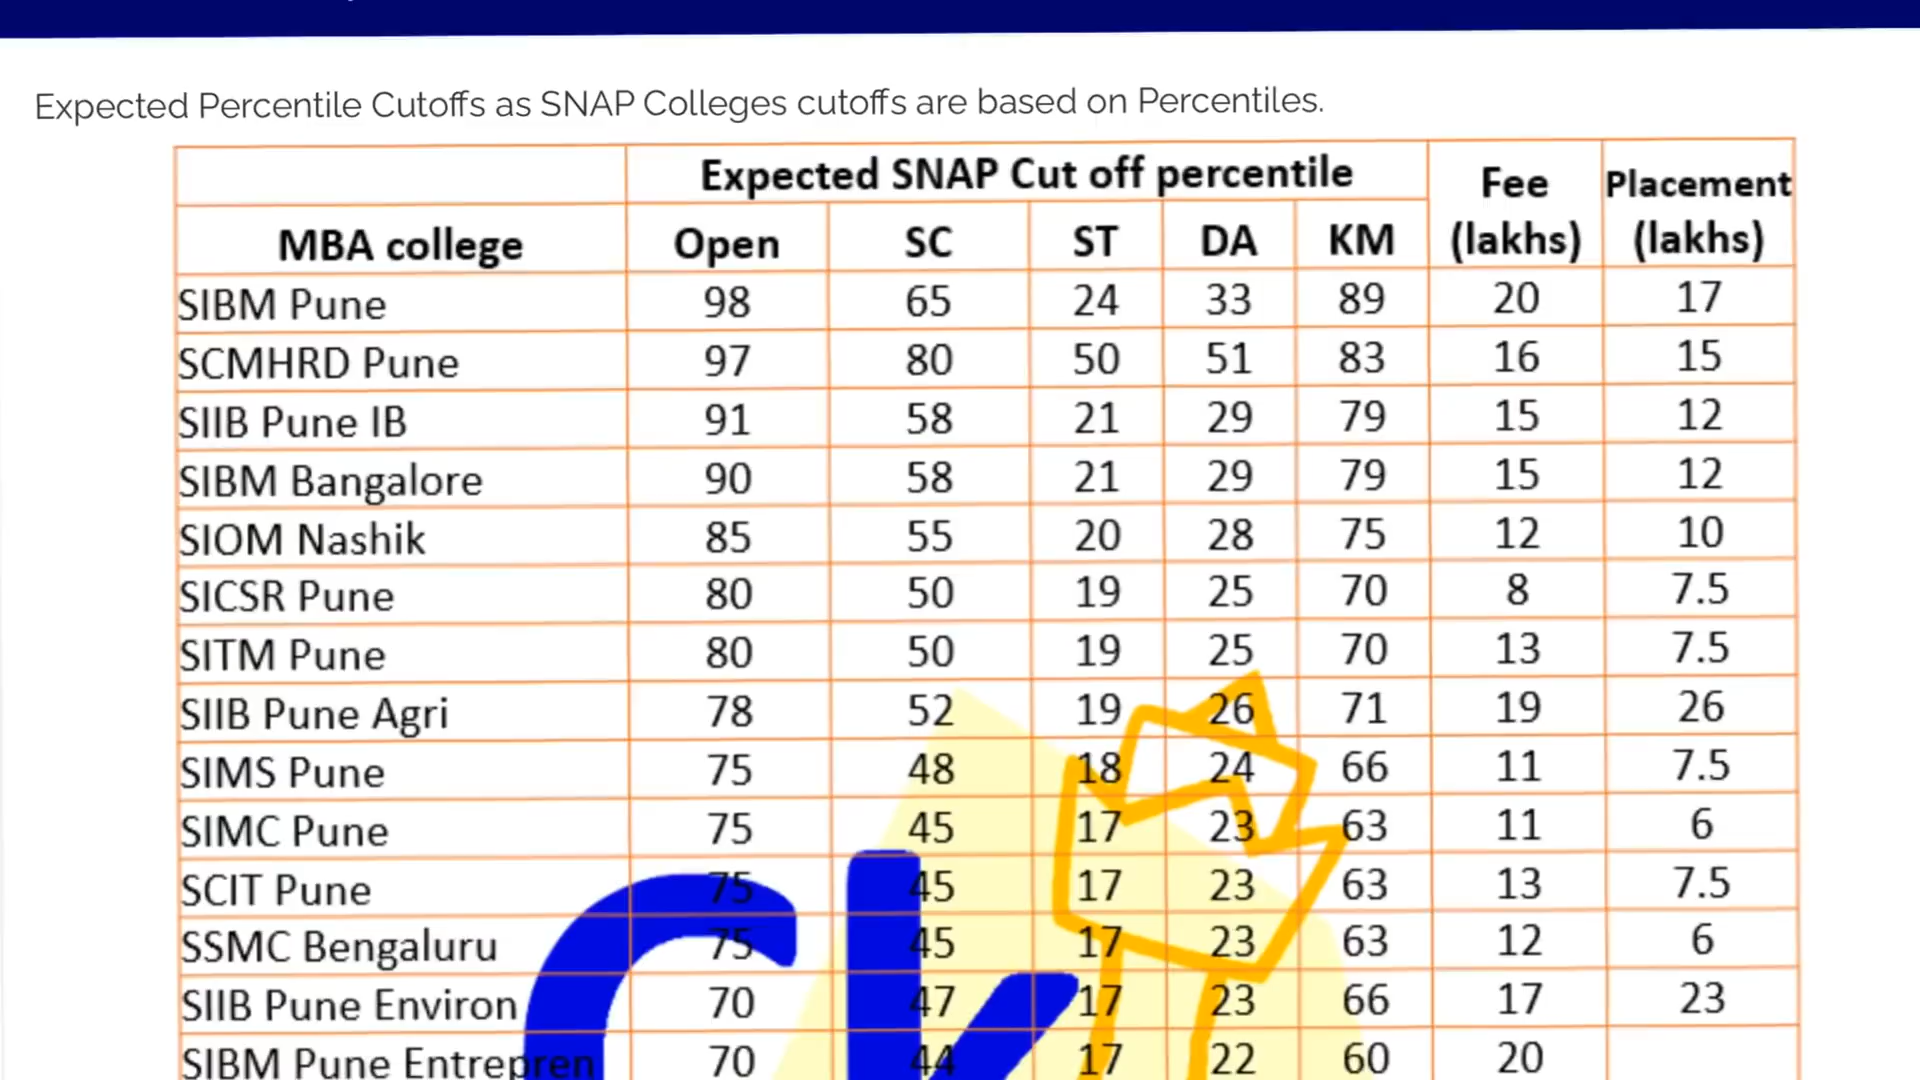 Expected Percentile Cutoffs as SNAP Colleges cutoffs are based on Percentiles.
Expected SNAP Cut off percentile Fee Placement
MBA college Open SC ST DA KM (lakhs) (lakhs)
SIBM Pune 98 65 24 33 89 20 17
SCMHRD Pune 97 80 50 51 83 16 15
SIIB Pune IB 91 58 21 29 79 15 12
SIBM Bangalore 90 58 21 29 79 15 12
SIOM Nashik 85 55 20 28 75 12 10
SICSR Pune 80 50 19 25 70 8 7.5
SITM Pune 80 50 19 25 70 13 7.5
SIIB Pune Agri 78 52 19 26 71 19 26
SIMS Pune 75 48 18 24 66 11 7.5
SIMC Pune 75 45 17 23 63 11 6
SCIT Pune 75 45 17 23 63 13 7.5
SSMC Bengaluru 75 45 17 23 63 12 6
SIIB Pune Environ 70 47 17 23 66 17 23
SIBM Pune Entrepren 70 44 17 22 60 20
Ck